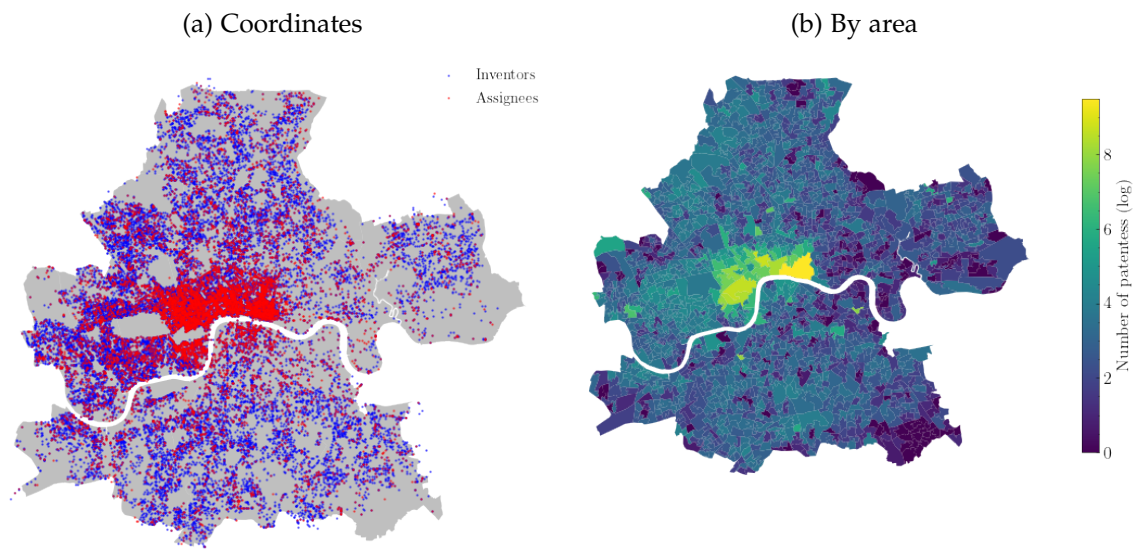 (a) Coordinates
Inventors
Assignees
(b) By area
8
6
4
2
0
Number of patentess (log)